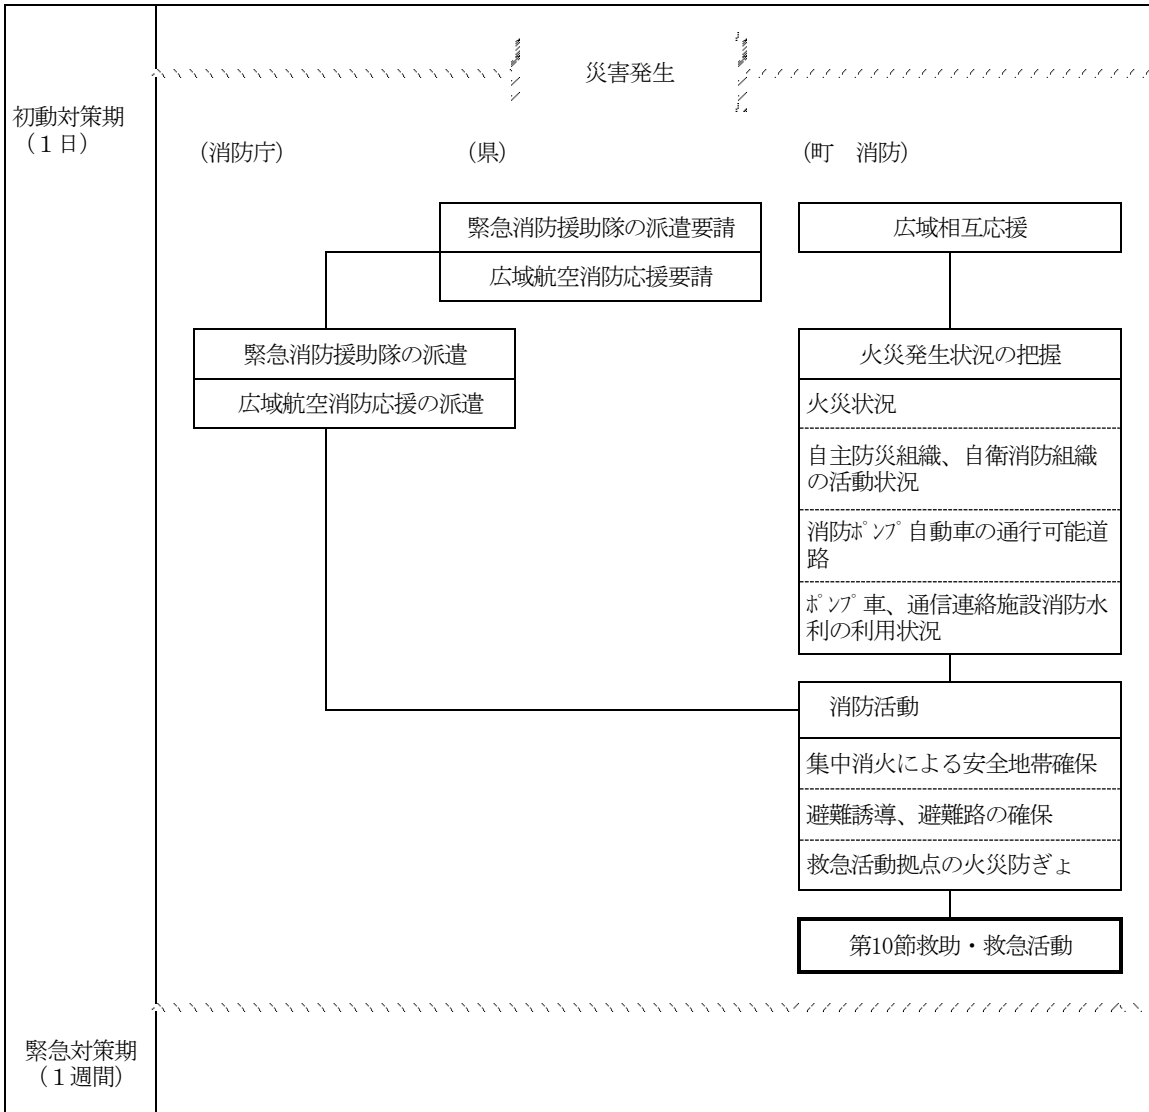 災害発生
初動対策期
（１日）
（消防庁）
（県）
（町　消防）
緊急消防援助隊の派遣要請
広域航空消防応援要請
広域相互応援
緊急消防援助隊の派遣
広域航空消防応援の派遣
火災発生状況の把握
火災状況
自主防災組織、自衛消防組織
の活動状況
消防ﾎﾟﾝﾌﾟ自動車の通行可能道
路
ﾎﾟﾝﾌﾟ車、通信連絡施設消防水
利の利用状況
消防活動
集中消火による安全地帯確保
避難誘導、避難路の確保
救急活動拠点の火災防ぎょ
第10節救助・救急活動
緊急対策期
（１週間）